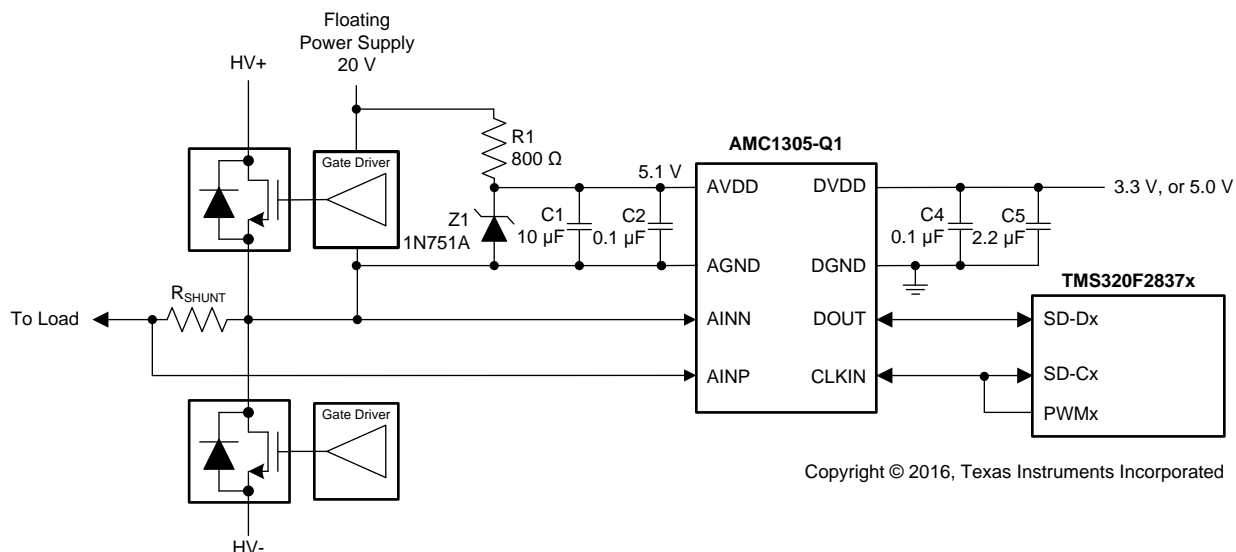 Floating
Power Supply
20 V
HV+
R1
800 Ω
AMC1305-Q1
Gate Driver
5.1 V
AVDD
DVDD
3.3 V, or 5.0 V
Z1
1N751A
C1
10 µF
C2
0.1 µF
C4
0.1 µF
C5
2.2 µF
AGND
DGND
TMS320F2837x
RSHUNT
To Load
AINN
DOUT
SD-Dx
AINP
CLKIN
SD-Cx
PWMx
Gate Driver
Copyright © 2016, Texas Instruments Incorporated
HV-